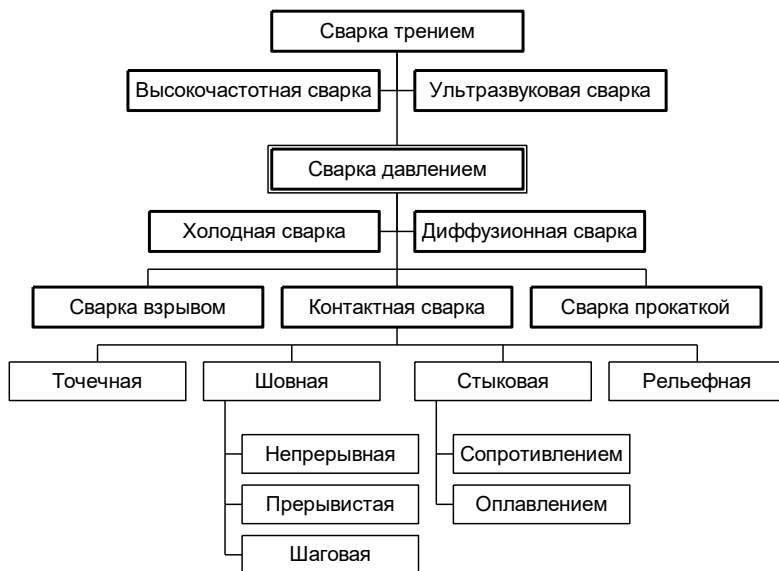 Сварка трением
Высокочастотная сварка
Ультразвуковая сварка
Сварка давлением
Холодная сварка
Диффузионная сварка
Сварка взрывом
Контактная сварка
Сварка прокаткой
Точечная
Шовная
Стыковая
Рельефная
Непрерывная
Сопротивлением
Прерывистая
Оплавлением
Шаговая